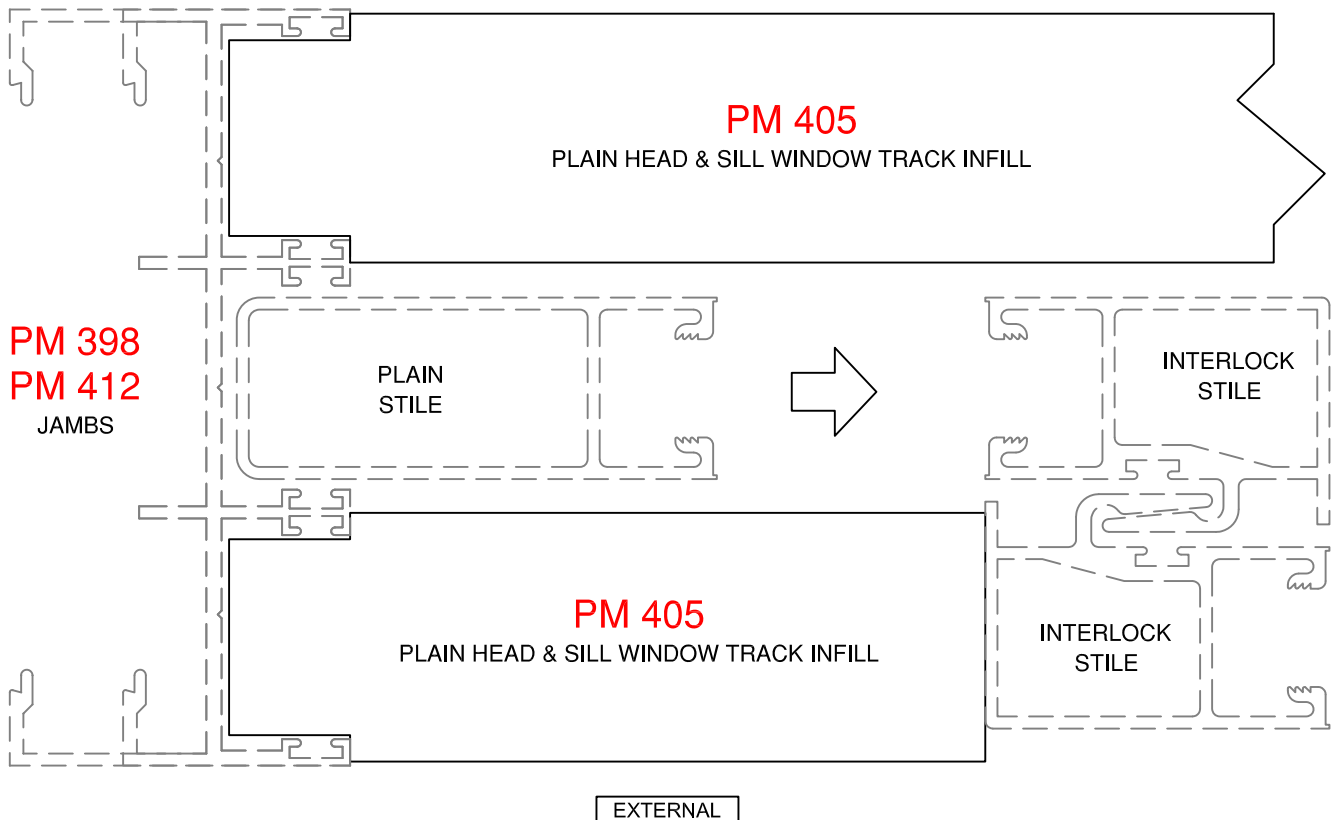 PM 405
PLAIN HEAD & SILL WINDOW TRACK INFILL
PM 398
PM 412
JAMBS
PLAIN
STILE
INTERLOCK
STILE
PM 405
PLAIN HEAD & SILL WINDOW TRACK INFILL
INTERLOCK
STILE
EXTERNAL